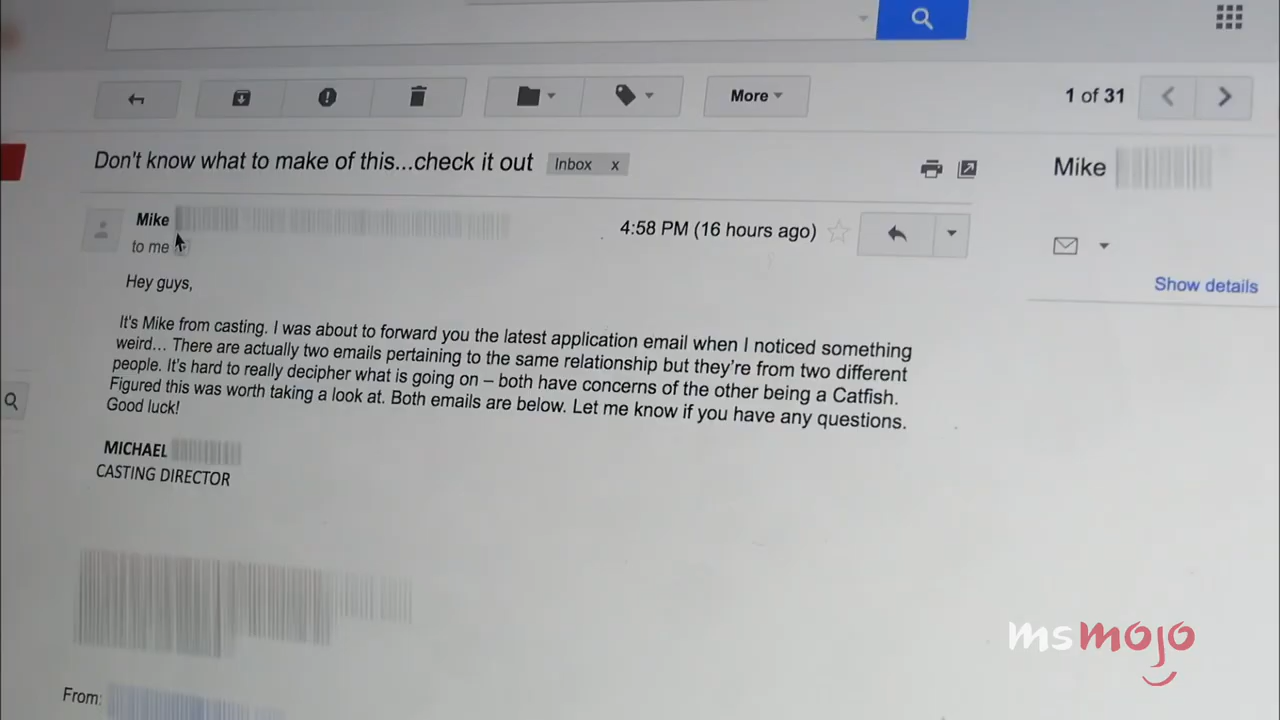 More
1 of 31
Don't know what to make of this...check it out
Inbox x
Mike
Mike
4:58 PM (16 hours ago)
to me
Show details
Hey guys,
It's Mike from casting. I was about to forward you the latest application email when I noticed something
weird... There are actually two emails pertaining to the same relationship but they're from two different
people. It's hard to really decipher what is going on – both have concerns of the other being a Catfish.
Figured this was worth taking a look at. Both emails are below. Let me know if you have any questions.
Good luck!
MICHAEL
CASTING DIRECTOR
From:
msmojo